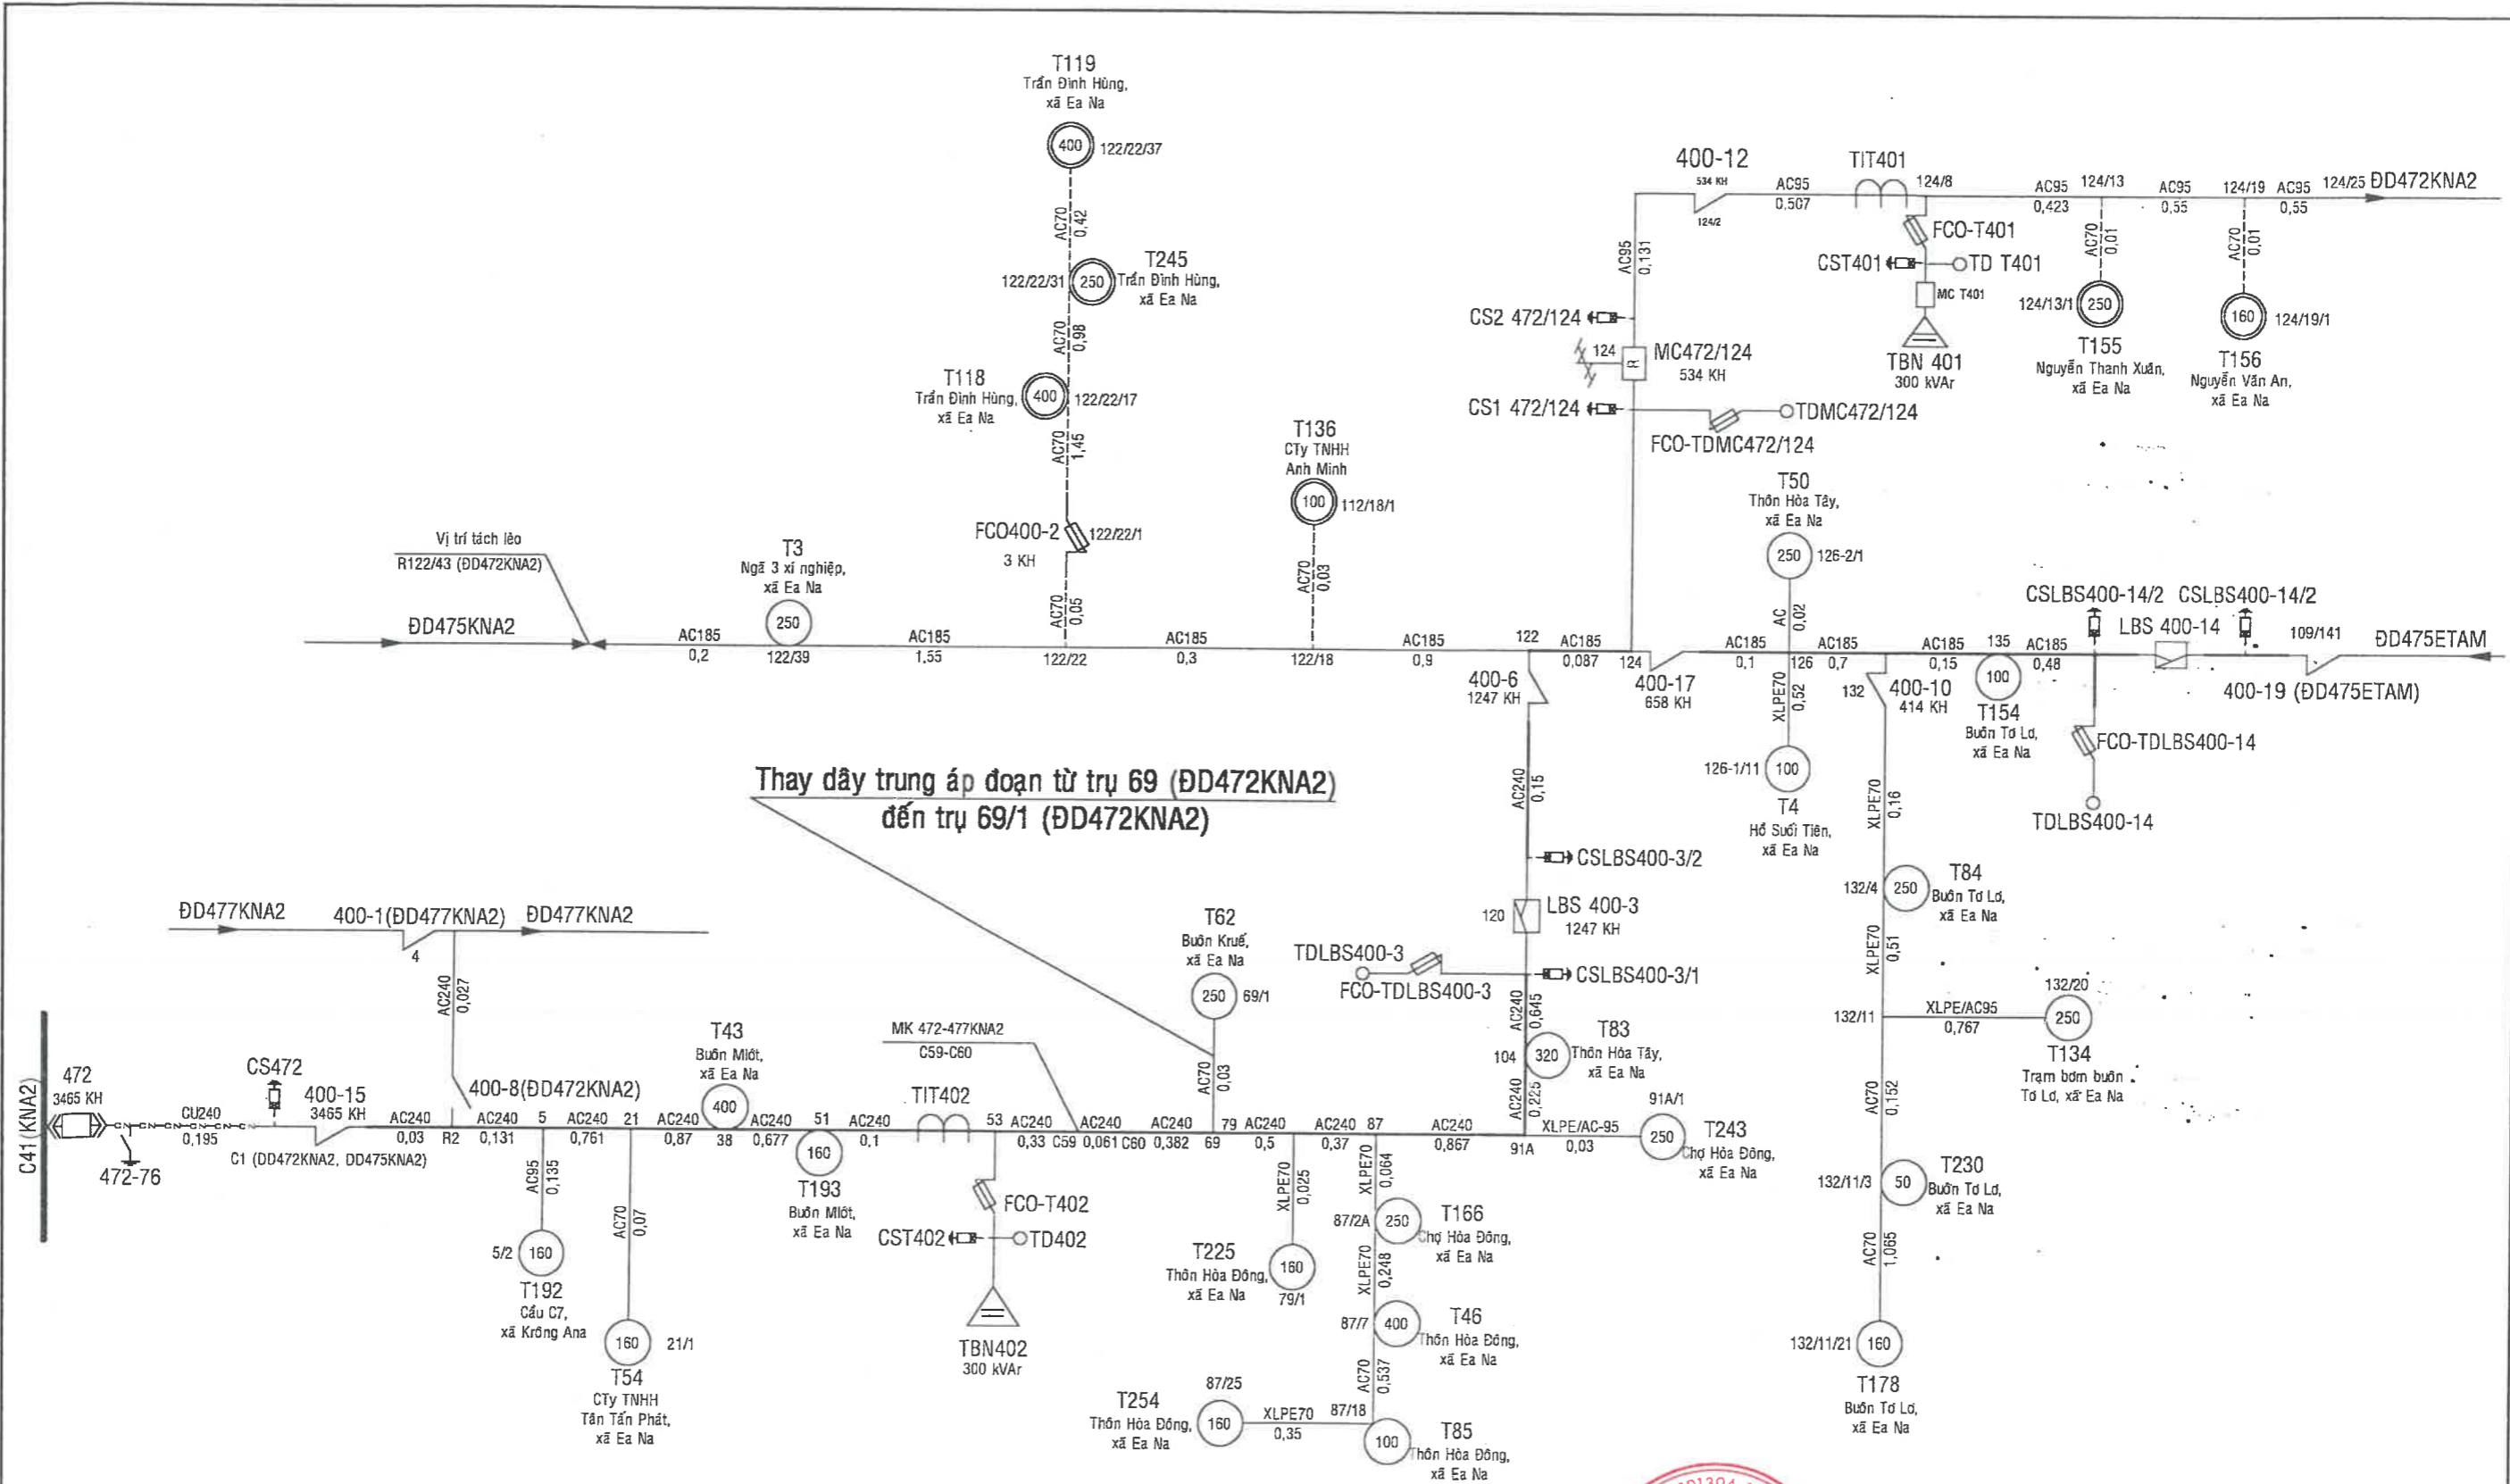 T119
Trần Đình Hùng,
xã Ea Na
400
122/22/37
AC70
0,42
T245
122/22/31
250
Trần Đình Hùng,
xã Ea Na
AC70
0,98
T118
Trần Đình Hùng,
xã Ea Na
400
122/22/17
AC70
1,45
FCO400-2
122/22/1
3 KH
AC70
0,05
T136
CTy TNHH
Anh Minh
100
112/18/1
AC70
0,03
400-12
534 KH
124/2
AC95
0,507
TIT401
124/8
AC95
0,423
124/13
AC95
0,55
124/19
AC95
0,55
124/25
ĐD472KNA2
AC95
0,131
FCO-T401
CST401
TD T401
MC T401
TBN 401
300 kVAr
AC70
0,01
124/13/1
250
T155
Nguyễn Thanh Xuân,
xã Ea Na
AC70
0,01
160
124/19/1
T156
Nguyễn Văn An,
xã Ea Na
CS2 472/124
124
R
MC472/124
534 KH
CS1 472/124
TDMC472/124
FCO-TDMC472/124
T50
Thôn Hòa Tây,
xã Ea Na
250
126-2/1
AC
0,02
Vị trí tách lèo
R122/43 (ĐD472KNA2)
ĐD475KNA2
T3
Ngã 3 xí nghiệp,
xã Ea Na
250
AC185
0,2
122/39
AC185
1,55
122/22
AC185
0,3
122/18
AC185
0,9
122
AC185
0,087
124
400-17
658 KH
AC185
0,1
126
AC185
0,7
AC185
0,15
135
AC185
0,48
CSLBS400-14/2
CSLBS400-14/2
LBS 400-14
109/141
ĐD475ETAM
400-19 (ĐD475ETAM)
400-6
1247 KH
XLPE70
0,52
126-1/11
100
T4
Hồ Suối Tiên,
xã Ea Na
132
400-10
414 KH
100
T154
Buôn Tơ Lơ,
xã Ea Na
FCO-TDLBS400-14
TDLBS400-14
XLPE70
0,16
132/4
250
T84
Buôn Tơ Lơ,
xã Ea Na
XLPE70
0,51
132/11
XLPE/AC95
0,767
132/20
250
T134
Trạm bơm buôn
Tơ Lơ, xã Ea Na
AC70
0,152
132/11/3
50
T230
Buôn Tơ Lơ,
xã Ea Na
AC70
1,065
132/11/21
160
T178
Buôn Tơ Lơ,
xã Ea Na
Thay dây trung áp đoạn từ trụ 69 (ĐD472KNA2)
đến trụ 69/1 (ĐD472KNA2)
AC240
0,15
CSLBS400-3/2
120
LBS 400-3
1247 KH
TDLBS400-3
FCO-TDLBS400-3
CSLBS400-3/1
AC240
0,645
104
320
T83
Thôn Hòa Tây,
xã Ea Na
AC240
0,225
ĐD477KNA2
400-1(ĐD477KNA2)
ĐD477KNA2
4
AC240
0,027
400-8(ĐD472KNA2)
T62
Buôn Kruế,
xã Ea Na
250
69/1
AC70
0,03
MK 472-477KNA2
C59-C60
C41 (KNA2)
472
3465 KH
CU240
0,195
472-76
CS472
400-15
3465 KH
C1 (DD472KNA2, DD475KNA2)
AC240
0,03
R2
AC240
0,131
5
AC240
0,761
21
AC240
0,87
T43
Buôn Mlót,
xã Ea Na
400
38
AC240
0,677
51
160
T193
Buôn Mlót,
xã Ea Na
AC240
0,1
TIT402
53
AC240
0,33
C59
AC240
0,061
C60
AC240
0,382
69
79
AC240
0,5
AC240
0,37
87
AC240
0,867
91A
XLPE/AC-95
0,03
91A/1
250
T243
Chợ Hòa Đông,
xã Ea Na
AC95
0,135
5/2
160
T192
Cầu C7,
xã Krông Ana
AC70
0,07
160
21/1
T54
CTy TNHH
Tân Tấn Phát,
xã Ea Na
FCO-T402
CST402
TD402
TBN402
300 kVAr
XLPE70
0,025
T225
Thôn Hòa Đông,
xã Ea Na
160
79/1
XLPE70
0,064
87/2A
250
T166
Chợ Hòa Đông,
xã Ea Na
XLPE70
0,248
87/7
400
T46
Thôn Hòa Đông,
xã Ea Na
AC70
0,537
87/25
T254
Thôn Hòa Đông,
xã Ea Na
160
XLPE70
0,35
87/18
100
T85
Thôn Hòa Đông,
xã Ea Na